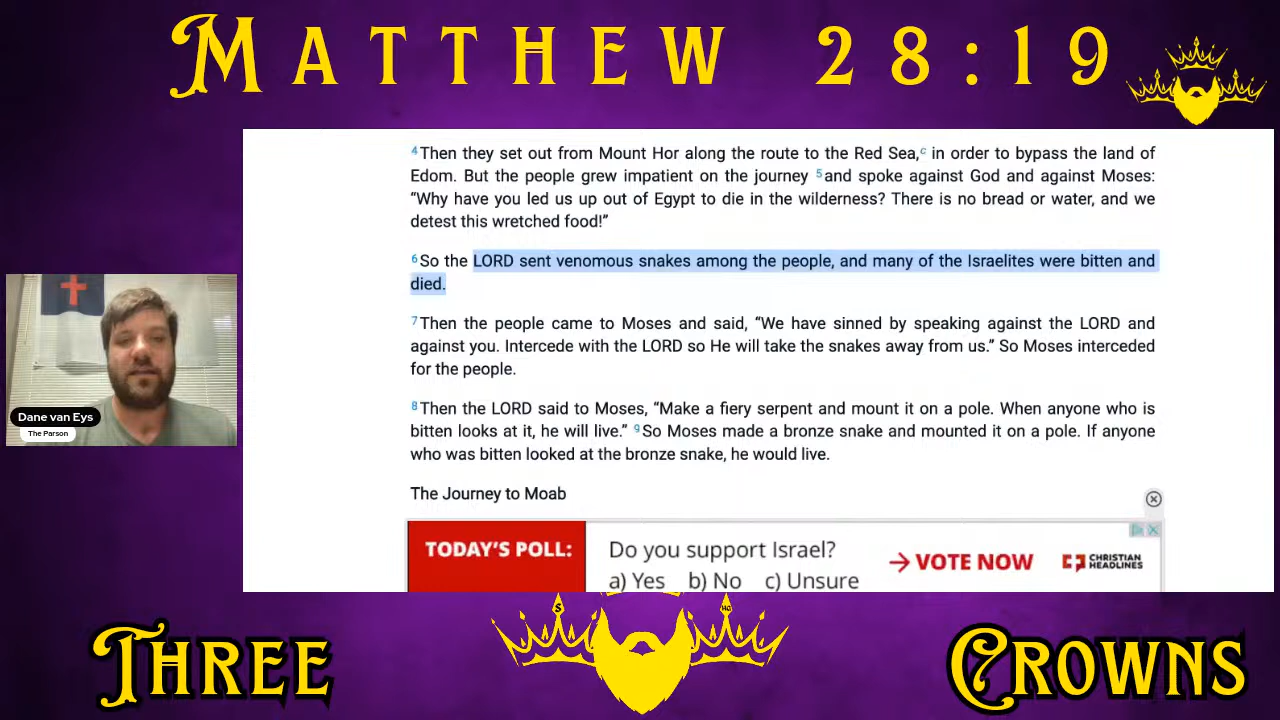 MATTHEW 28:19
4Then they set out from Mount Hor along the route to the Red Sea,c in order to bypass the land of
Edom. But the people grew impatient on the journey 5and spoke against God and against Moses:
“Why have you led us up out of Egypt to die in the wilderness? There is no bread or water, and we
detest this wretched food!”
6So the LORD sent venomous snakes among the people, and many of the Israelites were bitten and
died.
7Then the people came to Moses and said, “We have sinned by speaking against the LORD and
against you. Intercede with the LORD so He will take the snakes away from us.” So Moses interceded
for the people.
8Then the LORD said to Moses, “Make a fiery serpent and mount it on a pole. When anyone who is
bitten looks at it, he will live.” 9So Moses made a bronze snake and mounted it on a pole. If anyone
who was bitten looked at the bronze snake, he would live.
The Journey to Moab
Dane van Eys
The Parson
TODAY'S POLL:
Do you support Israel?
a) Yes b) No c) Unsure
→ VOTE NOW
CHRISTIAN
HEADLINES
S
HG
THREE
CROWNS